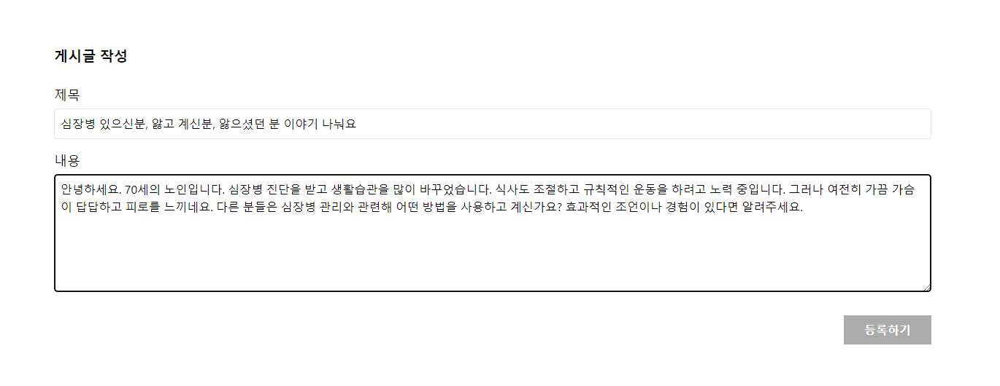 게시글 작성
제목
심장병 있으신분, 앓고 계신분, 앓으셨던 분 이야기 나눠요
내용
안녕하세요. 70세의 노인입니다. 심장병 진단을 받고 생활습관을 많이 바꾸었습니다. 식사도 조절하고 규칙적인 운동을 하려고 노력 중입니다. 그러나 여전히 가끔 가슴
이 답답하고 피로를 느끼네요. 다른 분들은 심장병 관리와 관련해 어떤 방법을 사용하고 계신가요? 효과적인 조언이나 경험이 있다면 알려주세요.
등록하기